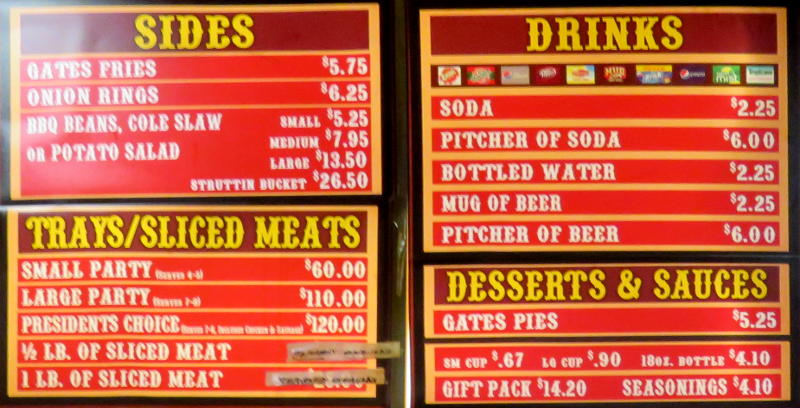 SIDES
GATES FRIES $5.75
ONION RINGS $6.25
BBQ BEANS, COLE SLAW SMALL $5.25
MEDIUM $7.95
OR POTATO SALAD
LARGE $13.50
STRUTTIN BUCKET $26.50
TRAYS/SLICED MEATS
SMALL PARTY (SERVES 4-5) $60.00
LARGE PARTY $110.00
PRESIDENTS CHOICE $120.00
½ LB. OF SLICED MEAT
1 LB. OF SLICED MEAT
DRINKS
SODA $2.25
PITCHER OF SODA $6.00
BOTTLED WATER $2.25
MUG OF BEER $2.25
PITCHER OF BEER $6.00
DESSERTS & SAUCES
GATES PIES $5.25
SM CUP $.67 LG CUP $.90 18OZ. BOTTLE $4.10
GIFT PACK $14.20 SEASONINGS $4.10